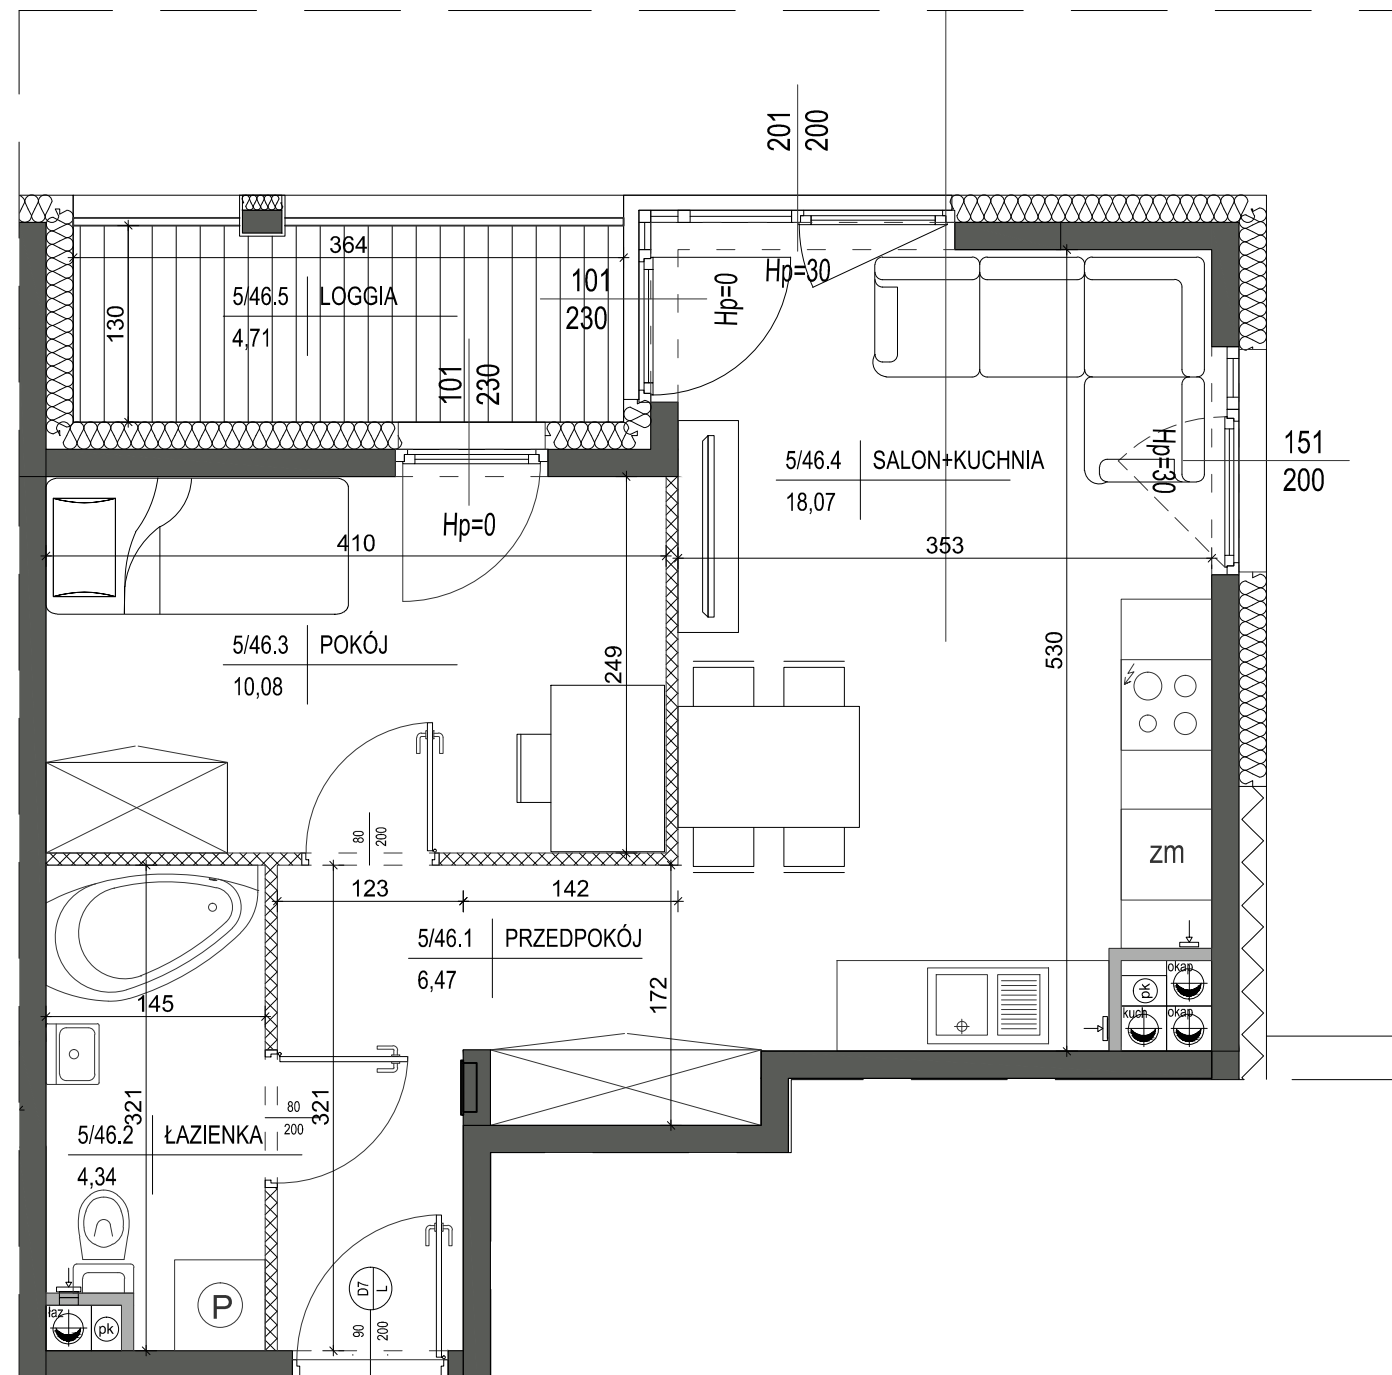 201
200
364
5/46.5 LOGGIA
4,71
130
101
230
101
230
Hp=0
Hp=30
5/46.4 SALON+KUCHNIA
18,07
Hp=30
151
200
Hp=0
410
353
5/46.3 POKÓJ
10,08
249
530
80
200
zm
123
142
5/46.1 PRZEDPOKÓJ
6,47
172
okap
pk
kuch
okap
145
321
321
80
200
5/46.2 ŁAZIENKA
4,34
D7
L
90
200
P
łaz
pk